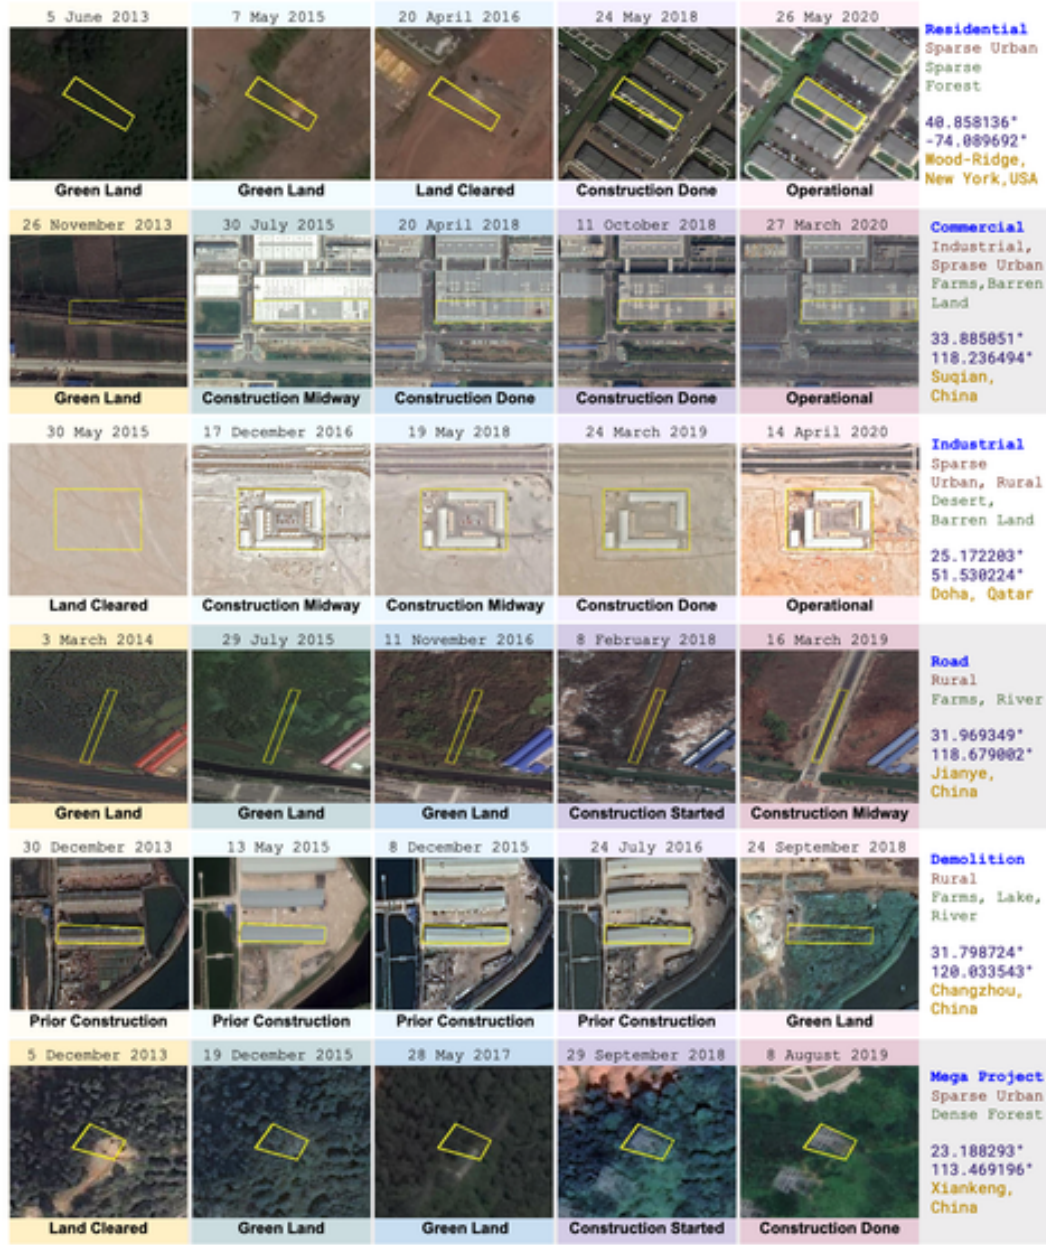 5 June 2013
7 May 2015
20 April 2016
24 May 2018
26 May 2020
Green Land
Green Land
Land Cleared
Construction Done
Operational
Residential
Sparse Urban
Sparse
Forest
40.858136°
-74.089692°
Wood-Ridge,
New York,USA
26 November 2013
30 July 2015
20 April 2018
11 October 2018
27 March 2020
Green Land
Construction Midway
Construction Done
Construction Done
Operational
Commercial
Industrial,
Sprase Urban
Farms,Barren
Land
33.885051°
118.236494°
Suqian,
China
30 May 2015
17 December 2016
19 May 2018
24 March 2019
14 April 2020
Land Cleared
Construction Midway
Construction Midway
Construction Done
Operational
Industrial
Sparse
Urban, Rural
Desert,
Barren Land
25.172203°
51.530224°
Doha, Qatar
3 March 2014
29 July 2015
11 November 2016
8 February 2018
16 March 2019
Green Land
Green Land
Green Land
Construction Started
Construction Midway
Road
Rural
Farms, River
31.969349°
118.679002°
Jianye,
China
30 December 2013
13 May 2015
8 December 2015
24 July 2016
24 September 2018
Prior Construction
Prior Construction
Prior Construction
Prior Construction
Green Land
Demolition
Rural
Farms, Lake,
River
31.798724°
120.033543°
Changzhou,
China
5 December 2013
19 December 2015
28 May 2017
29 September 2018
8 August 2019
Land Cleared
Green Land
Green Land
Construction Started
Construction Done
Mega Project
Sparse Urban
Dense Forest
23.188293°
113.469196°
Xiankeng,
China